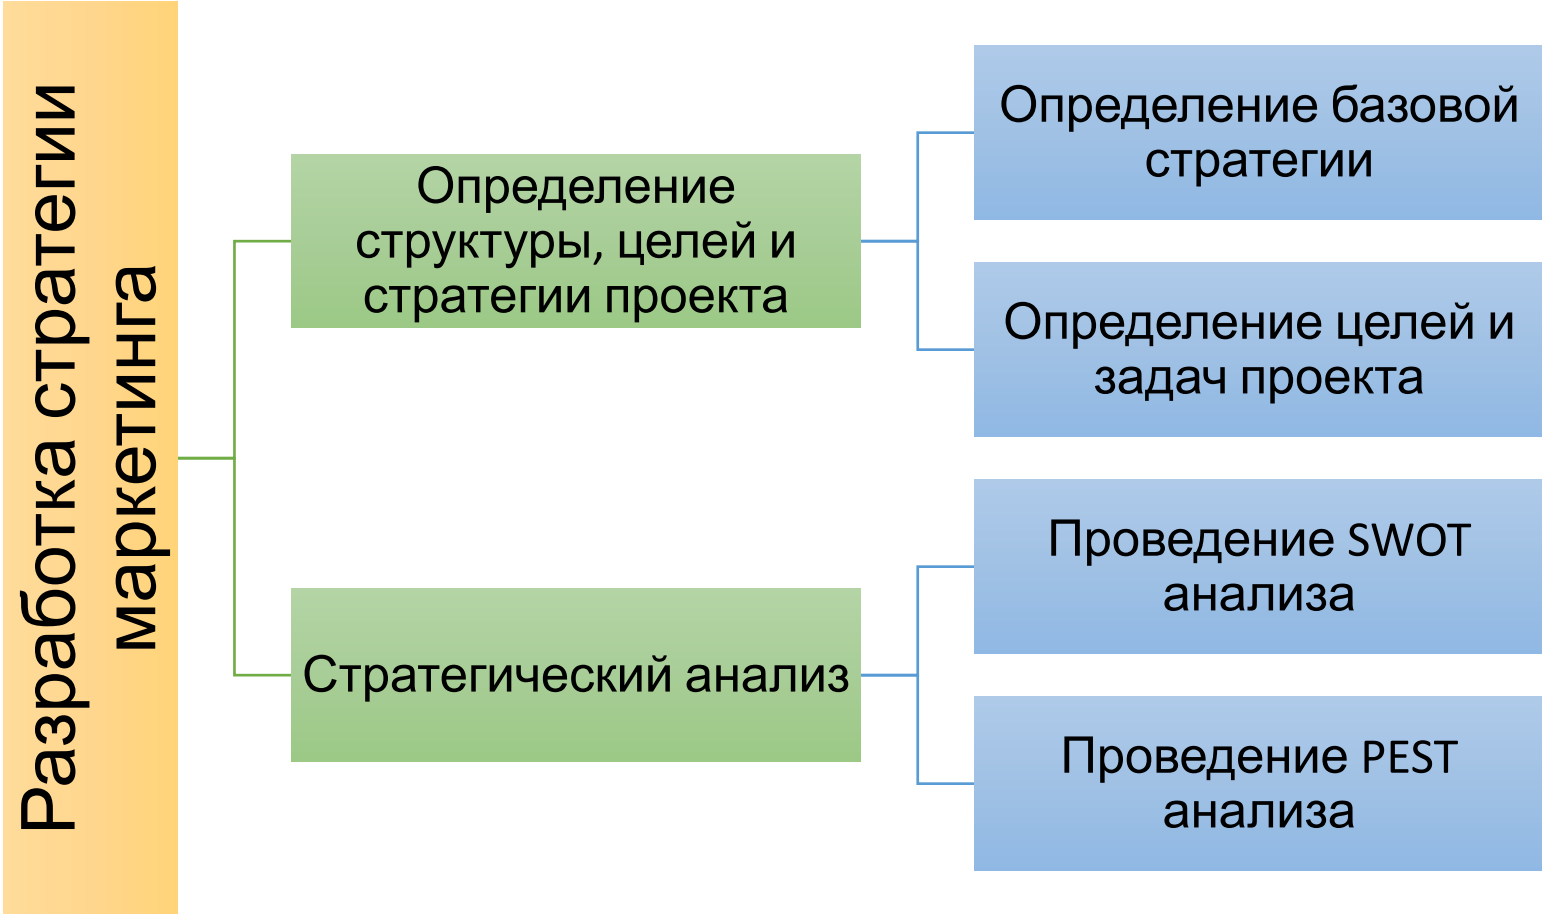 Разработка стратегии
маркетинга
Определение
структуры, целей и
стратегии проекта
Стратегический анализ
Определение базовой
стратегии
Определение целей и
задач проекта
Проведение SWOT
анализа
Проведение PEST
анализа